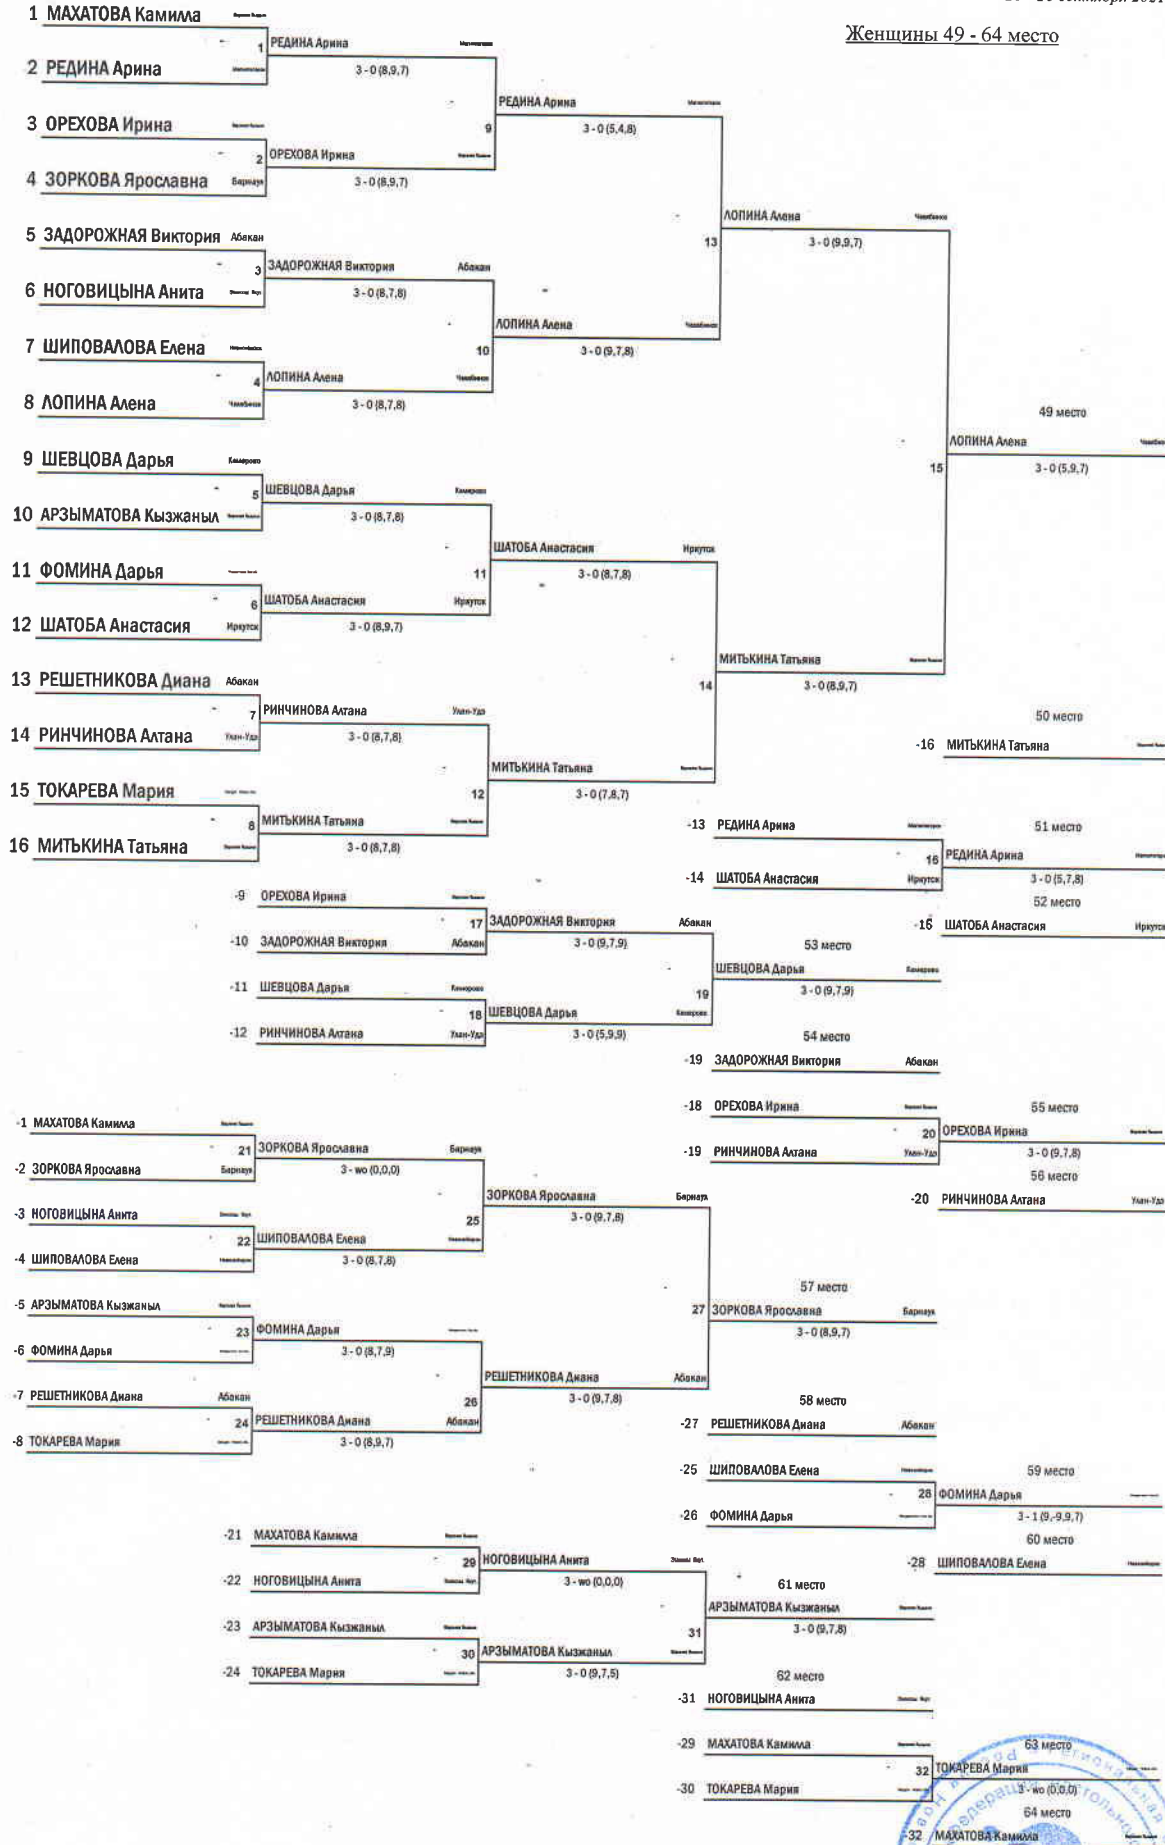 сентября 2021
Женщины 49 - 64 место
1 МАХАТОВА Камилла
1 РЕДИНА Арина
3 - 0 (8,9,7)
2 РЕДИНА Арина
РЕДИНА Арина
9 3 - 0 (5,4,8)
3 ОРЕХОВА Ирина
2 ОРЕХОВА Ирина
3 - 0 (8,9,7)
4 ЗОРКОВА Ярославна Барнаул
ЛОПИНА Алена Челябинск
13 3 - 0 (9,9,7)
5 ЗАДОРОЖНАЯ Виктория Абакан
3 ЗАДОРОЖНАЯ Виктория Абакан
3 - 0 (8,7,8)
6 НОГОВИЦЫНА Анита
ЛОПИНА Алена Челябинск
10 3 - 0 (9,7,8)
7 ШИПОВАЛОВА Елена
4 ЛОПИНА Алена Челябинск
3 - 0 (8,7,8)
8 ЛОПИНА Алена Челябинск
49 место
ЛОПИНА Алена
15 3 - 0 (5,9,7)
9 ШЕВЦОВА Дарья Кемерово
5 ШЕВЦОВА Дарья Кемерово
3 - 0 (8,7,8)
10 АРЗЫМАТОВА Кызжаныл
ШАТОБА Анастасия Иркутск
11 3 - 0 (8,7,8)
11 ФОМИНА Дарья
6 ШАТОБА Анастасия Иркутск
3 - 0 (8,9,7)
12 ШАТОБА Анастасия Иркутск
МИТЬКИНА Татьяна
14 3 - 0 (8,9,7)
13 РЕШЕТНИКОВА Диана Абакан
7 РИНЧИНОВА Алтана Улан-Удэ
3 - 0 (8,7,8)
14 РИНЧИНОВА Алтана Улан-Удэ
50 место
-16 МИТЬКИНА Татьяна
МИТЬКИНА Татьяна
12 3 - 0 (7,8,7)
15 ТОКАРЕВА Мария
8 МИТЬКИНА Татьяна
3 - 0 (8,7,8)
16 МИТЬКИНА Татьяна
-13 РЕДИНА Арина
51 место
16 РЕДИНА Арина
3 - 0 (5,7,8)
-14 ШАТОБА Анастасия Иркутск
52 место
-16 ШАТОБА Анастасия Иркутск
-9 ОРЕХОВА Ирина
17 ЗАДОРОЖНАЯ Виктория Абакан
3 - 0 (9,7,9)
-10 ЗАДОРОЖНАЯ Виктория Абакан
53 место
ШЕВЦОВА Дарья Кемерово
19 3 - 0 (9,7,9)
-11 ШЕВЦОВА Дарья Кемерово
18 ШЕВЦОВА Дарья Кемерово
3 - 0 (5,9,9)
-12 РИНЧИНОВА Алтана Улан-Удэ
54 место
-19 ЗАДОРОЖНАЯ Виктория Абакан
-18 ОРЕХОВА Ирина
55 место
20 ОРЕХОВА Ирина
3 - 0 (9,7,8)
-19 РИНЧИНОВА Алтана Улан-Удэ
56 место
-20 РИНЧИНОВА Алтана Улан-Удэ
-1 МАХАТОВА Камилла
21 ЗОРКОВА Ярославна Барнаул
3 - wo (0,0,0)
-2 ЗОРКОВА Ярославна Барнаул
ЗОРКОВА Ярославна Барнаул
25 3 - 0 (9,7,8)
-3 НОГОВИЦЫНА Анита
22 ШИПОВАЛОВА Елена
3 - 0 (8,7,8)
-4 ШИПОВАЛОВА Елена
57 место
27 ЗОРКОВА Ярославна Барнаул
3 - 0 (8,9,7)
-5 АРЗЫМАТОВА Кызжаныл
23 ФОМИНА Дарья
3 - 0 (8,7,9)
-6 ФОМИНА Дарья
РЕШЕТНИКОВА Диана Абакан
26 3 - 0 (9,7,8)
-7 РЕШЕТНИКОВА Диана Абакан
24 РЕШЕТНИКОВА Диана Абакан
3 - 0 (8,9,7)
-8 ТОКАРЕВА Мария
58 место
-27 РЕШЕТНИКОВА Диана Абакан
-25 ШИПОВАЛОВА Елена
59 место
28 ФОМИНА Дарья
3 - 1 (9,-9,9,7)
-26 ФОМИНА Дарья
60 место
-28 ШИПОВАЛОВА Елена
-21 МАХАТОВА Камилла
29 НОГОВИЦЫНА Анита
3 - wo (0,0,0)
-22 НОГОВИЦЫНА Анита
61 место
АРЗЫМАТОВА Кызжаныл
31 3 - 0 (9,7,8)
-23 АРЗЫМАТОВА Кызжаныл
30 АРЗЫМАТОВА Кызжаныл
3 - 0 (9,7,5)
-24 ТОКАРЕВА Мария
62 место
-31 НОГОВИЦЫНА Анита
-29 МАХАТОВА Камилла
63 место
32 ТОКАРЕВА Мария
3 - wo (0,0,0)
-30 ТОКАРЕВА Мария
64 место
-32 МАХАТОВА Камилла